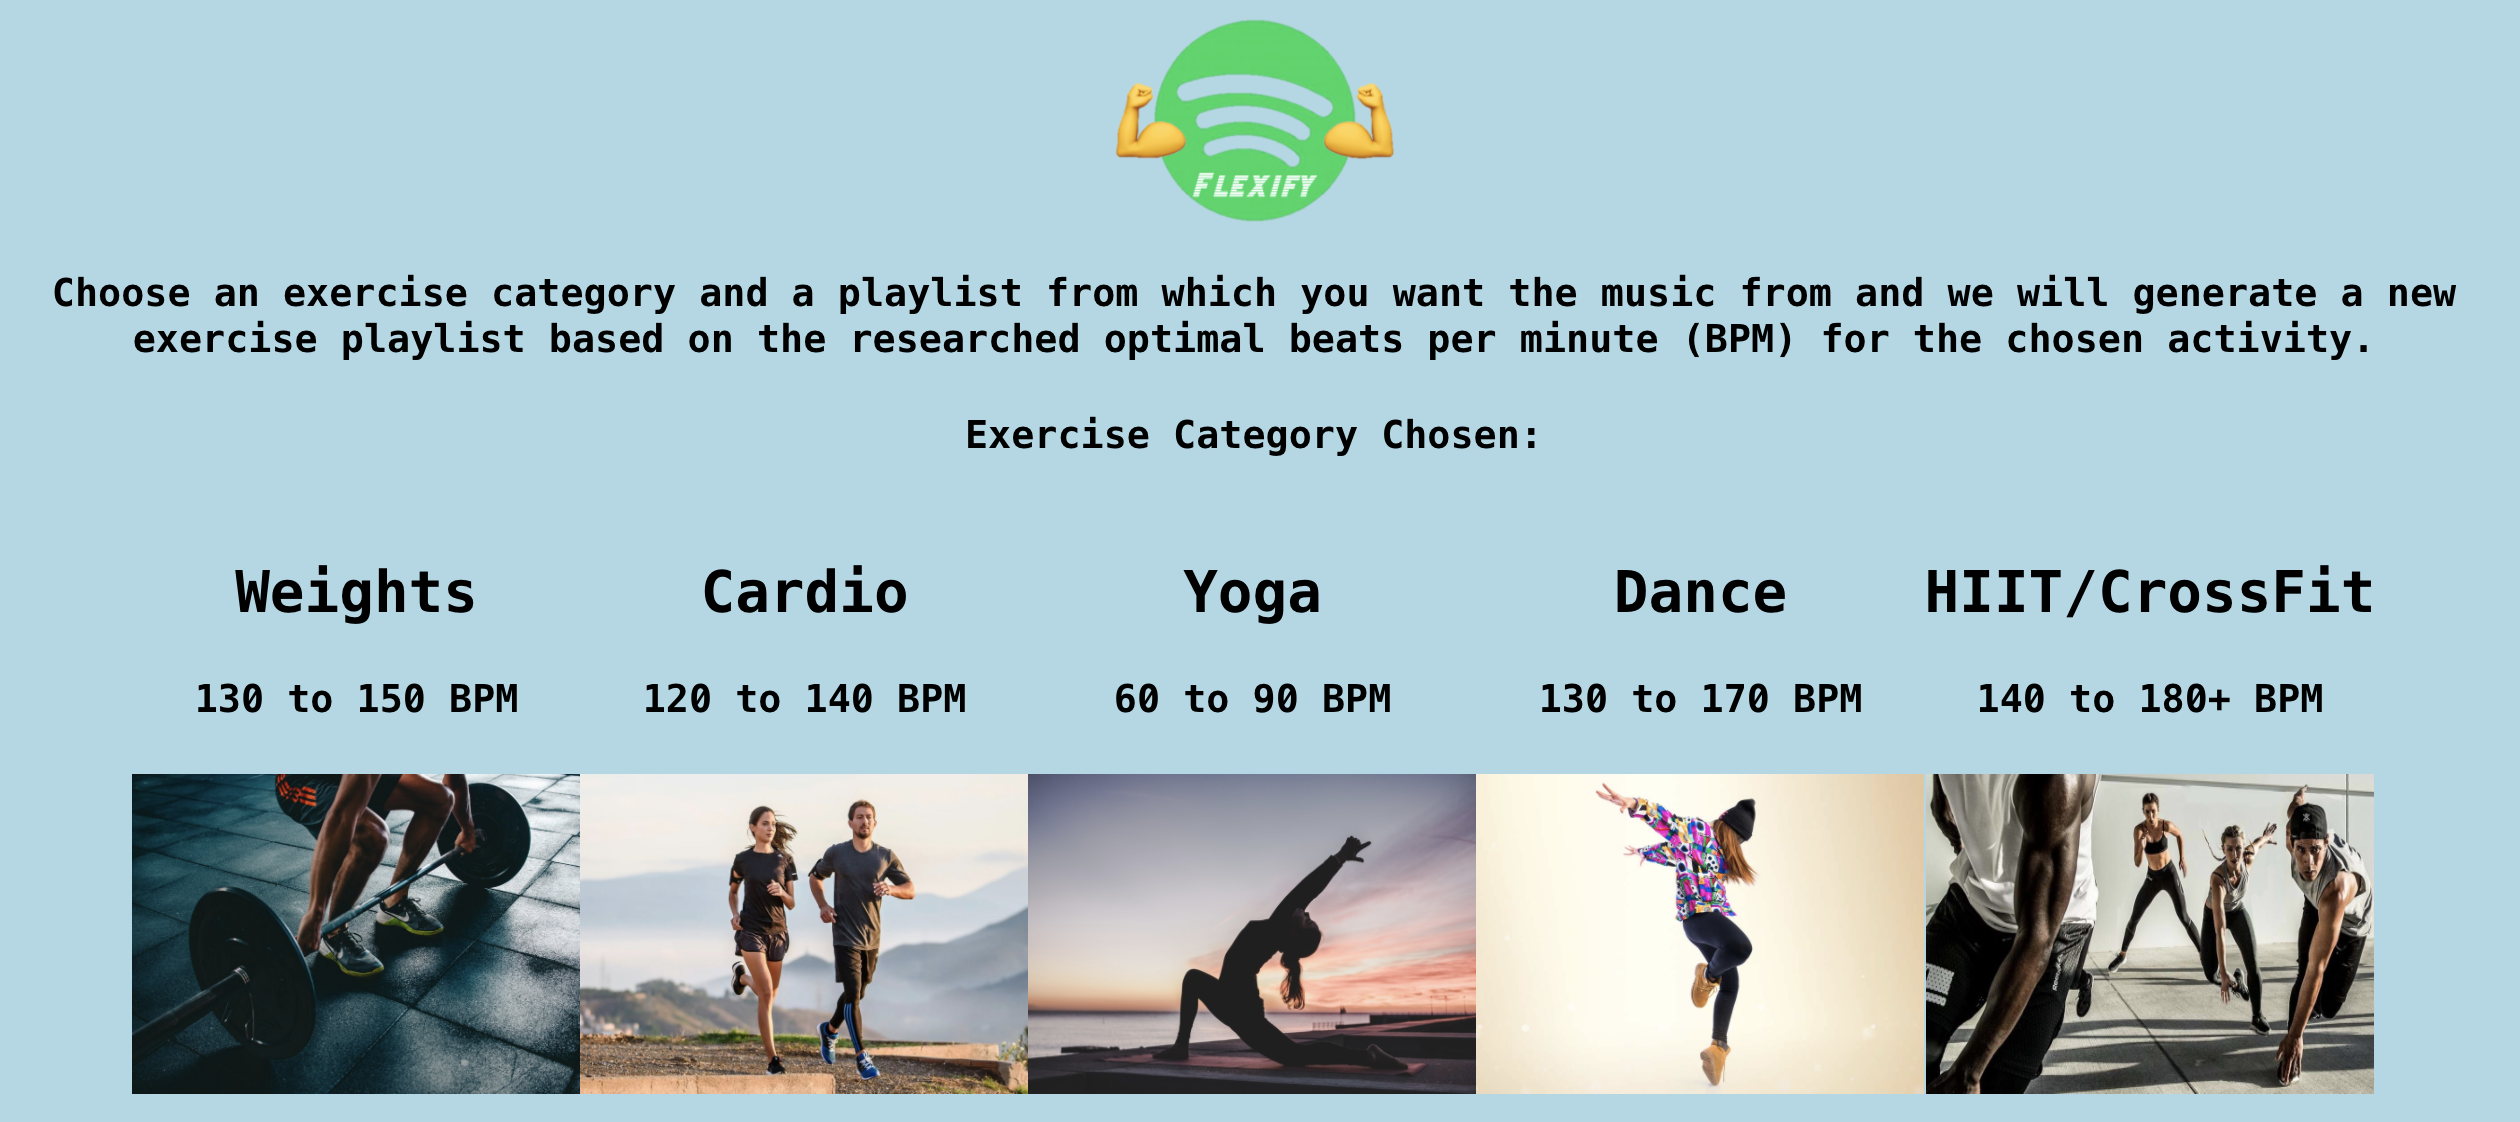 FLEXIFY
Choose an exercise category and a playlist from which you want the music from and we will generate a new
exercise playlist based on the researched optimal beats per minute (BPM) for the chosen activity.
Exercise Category Chosen:
Weights
Cardio
Yoga
Dance
HIIT/CrossFit
130 to 150 BPM
120 to 140 BPM
60 to 90 BPM
130 to 170 BPM
140 to 180+ BPM